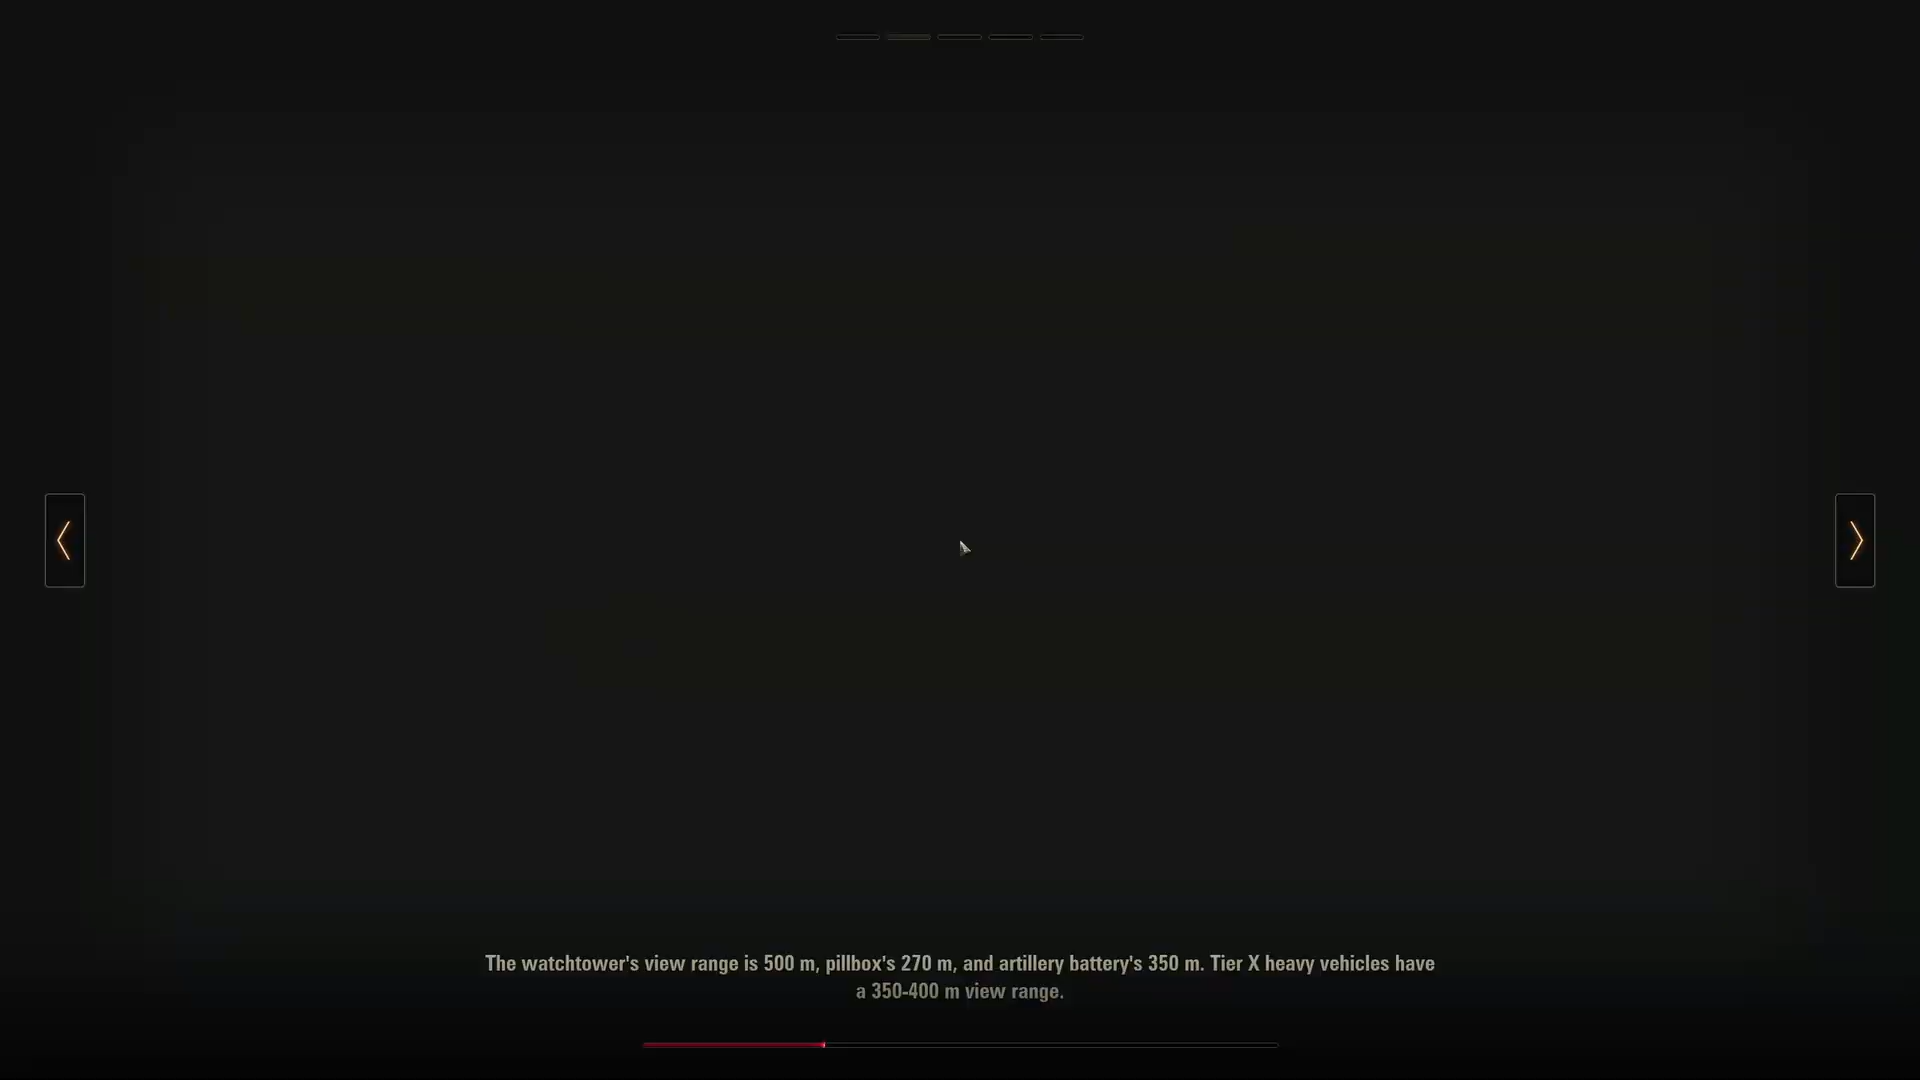 The watchtower's view range is 500 m, pillbox's 270 m, and artillery battery's 350 m. Tier X heavy vehicles have
a 350-400 m view range.